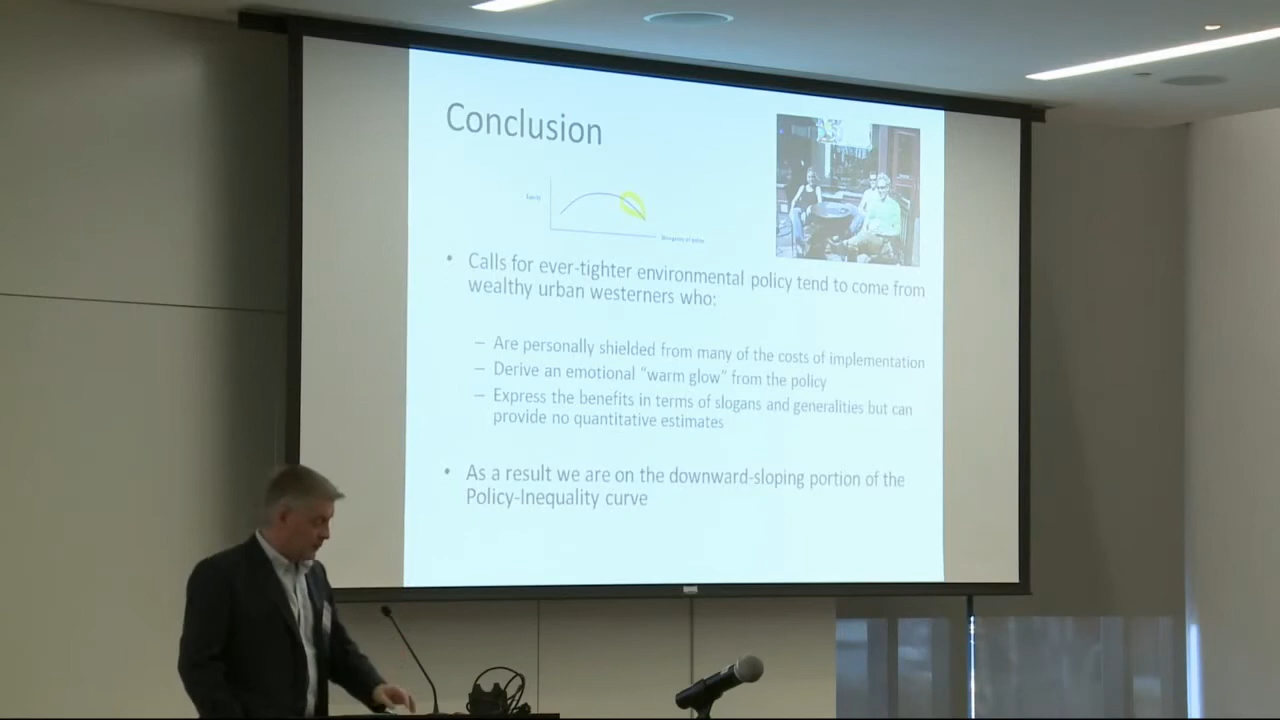 Conclusion
Calls for ever-tighter environmental policy tend to come from
wealthy urban westerners who:
– Are personally shielded from many of the costs of implementation
– Derive an emotional “warm glow” from the policy
– Express the benefits in terms of slogans and generalities but can
provide no quantitative estimates
• As a result we are on the downward-sloping portion of the
Policy-Inequality curve